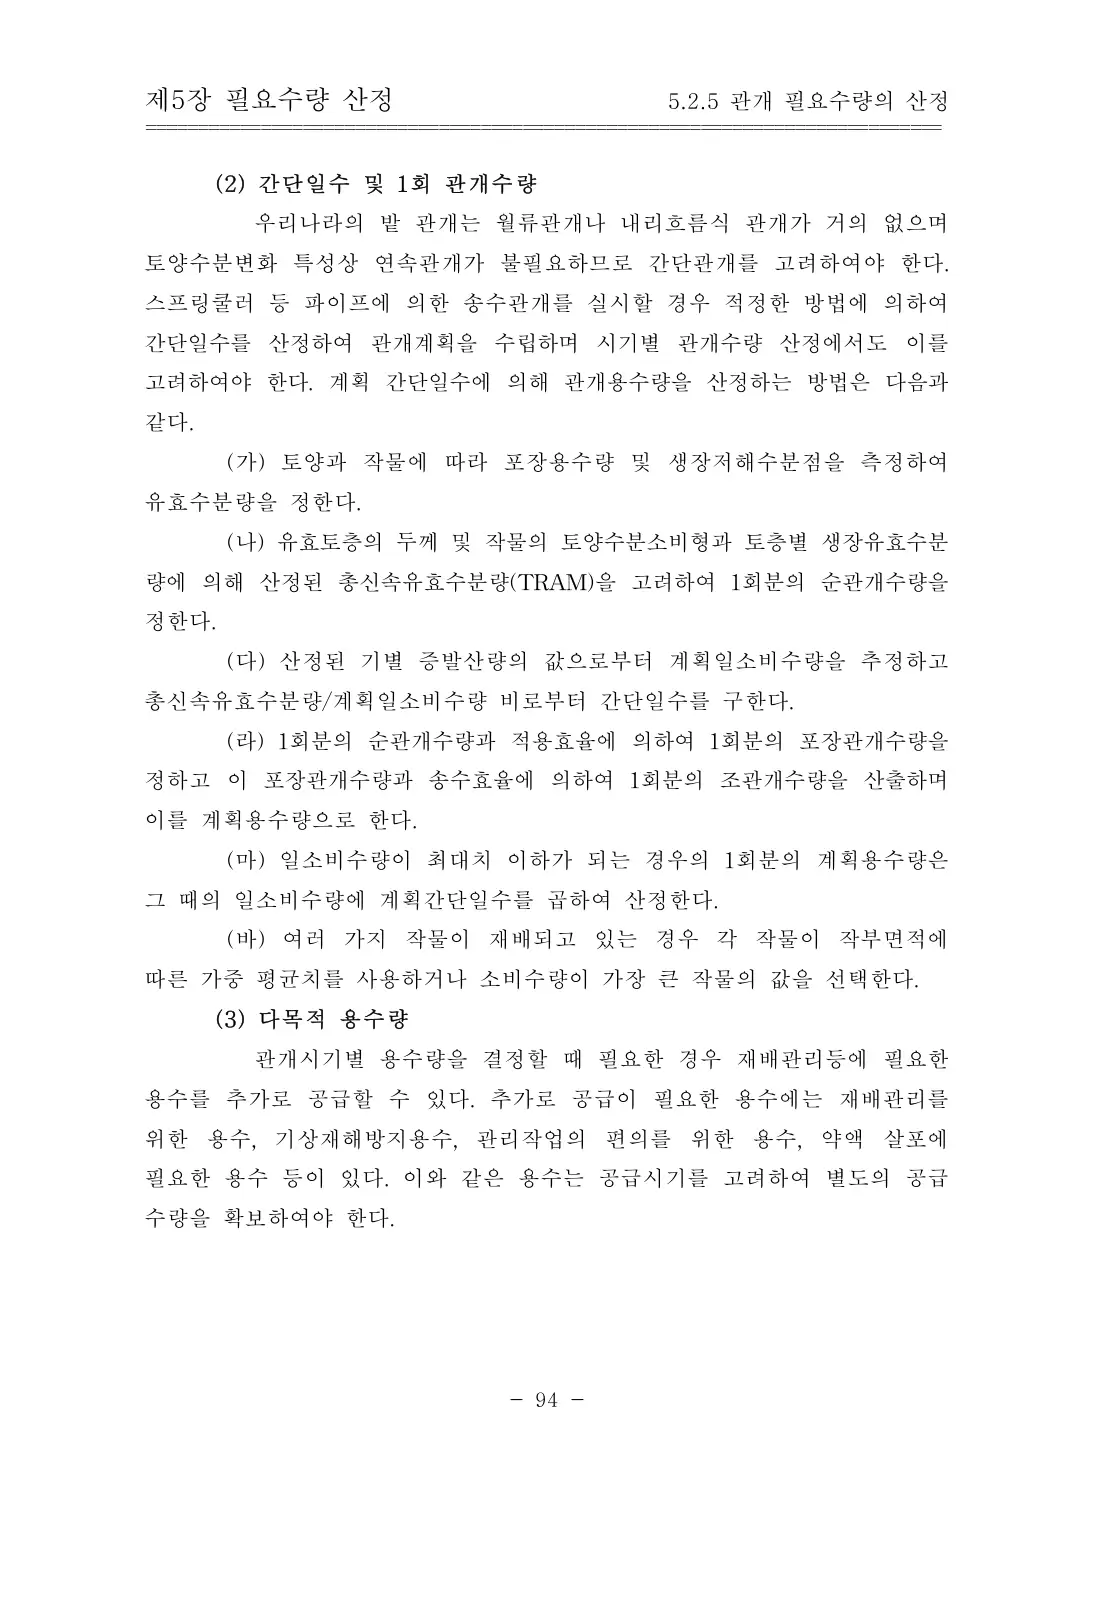 제5장 필요수량 산정
5.2.5 관개 필요수량의 산정
(2) 간단일수 및 1회 관개수량
우리나라의 밭 관개는 월류관개나 내리흐름식 관개가 거의 없으며
토양수분변화 특성상 연속관개가 불필요하므로 간단관개를 고려하여야 한다.
스프링쿨러 등 파이프에 의한 송수관개를 실시할 경우 적정한 방법에 의하여
간단일수를 산정하여 관개계획을 수립하며 시기별 관개수량 산정에서도 이를
고려하여야 한다. 계획 간단일수에 의해 관개용수량을 산정하는 방법은 다음과
같다.
(가) 토양과 작물에 따라 포장용수량 및 생장저해수분점을 측정하여
유효수분량을 정한다.
(나) 유효토층의 두께 및 작물의 토양수분소비형과 토층별 생장유효수분
량에 의해 산정된 총신속유효수분량(TRAM)을 고려하여 1회분의 순관개수량을
정한다.
(다) 산정된 기별 증발산량의 값으로부터 계획일소비수량을 추정하고
총신속유효수분량/계획일소비수량 비로부터 간단일수를 구한다.
(라) 1회분의 순관개수량과 적용효율에 의하여 1회분의 포장관개수량을
정하고 이 포장관개수량과 송수효율에 의하여 1회분의 조관개수량을 산출하며
이를 계획용수량으로 한다.
(마) 일소비수량이 최대치 이하가 되는 경우의 1회분의 계획용수량은
그 때의 일소비수량에 계획간단일수를 곱하여 산정한다.
(바) 여러 가지 작물이 재배되고 있는 경우 각 작물이 작부면적에
따른 가중 평균치를 사용하거나 소비수량이 가장 큰 작물의 값을 선택한다.
(3) 다목적 용수량
관개시기별 용수량을 결정할 때 필요한 경우 재배관리등에 필요한
용수를 추가로 공급할 수 있다. 추가로 공급이 필요한 용수에는 재배관리를
위한 용수, 기상재해방지용수, 관리작업의 편의를 위한 용수, 약액 살포에
필요한 용수 등이 있다. 이와 같은 용수는 공급시기를 고려하여 별도의 공급
수량을 확보하여야 한다.
- 94 -